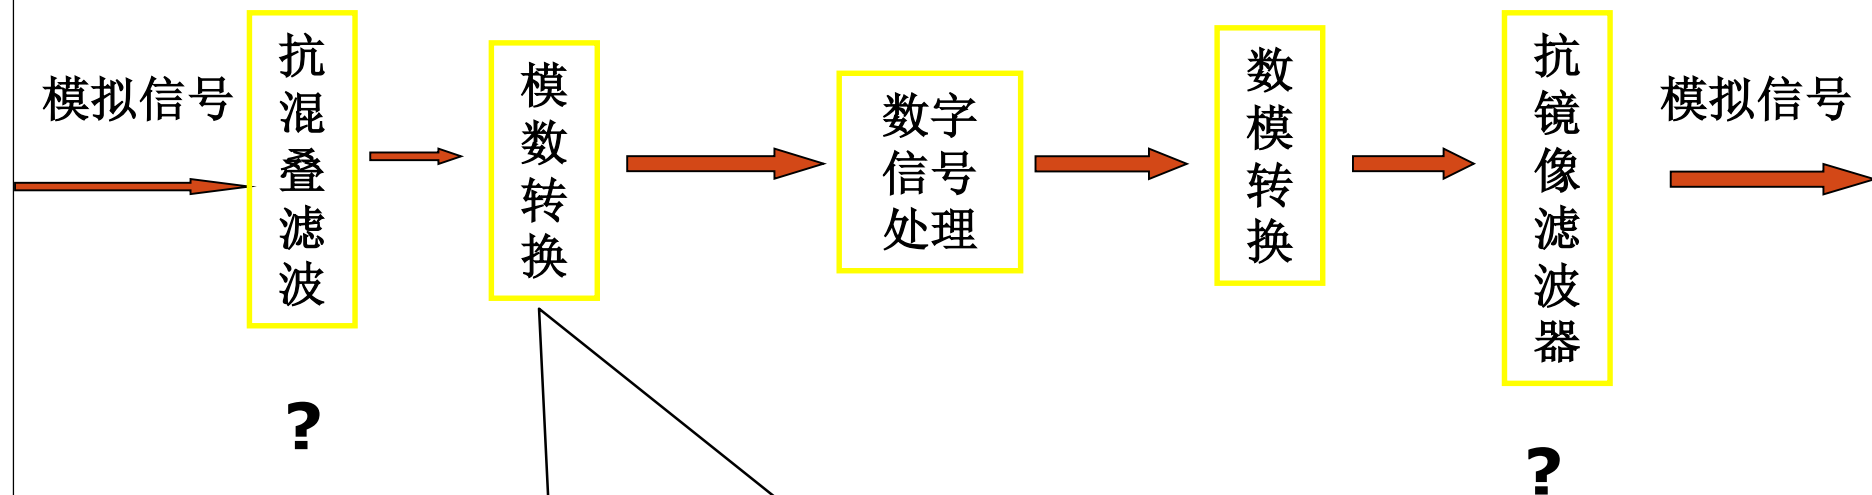 模拟信号
抗混叠滤波
?
模数转换
数字
信号
处理
数模转换
抗镜像滤波器
?
模拟信号